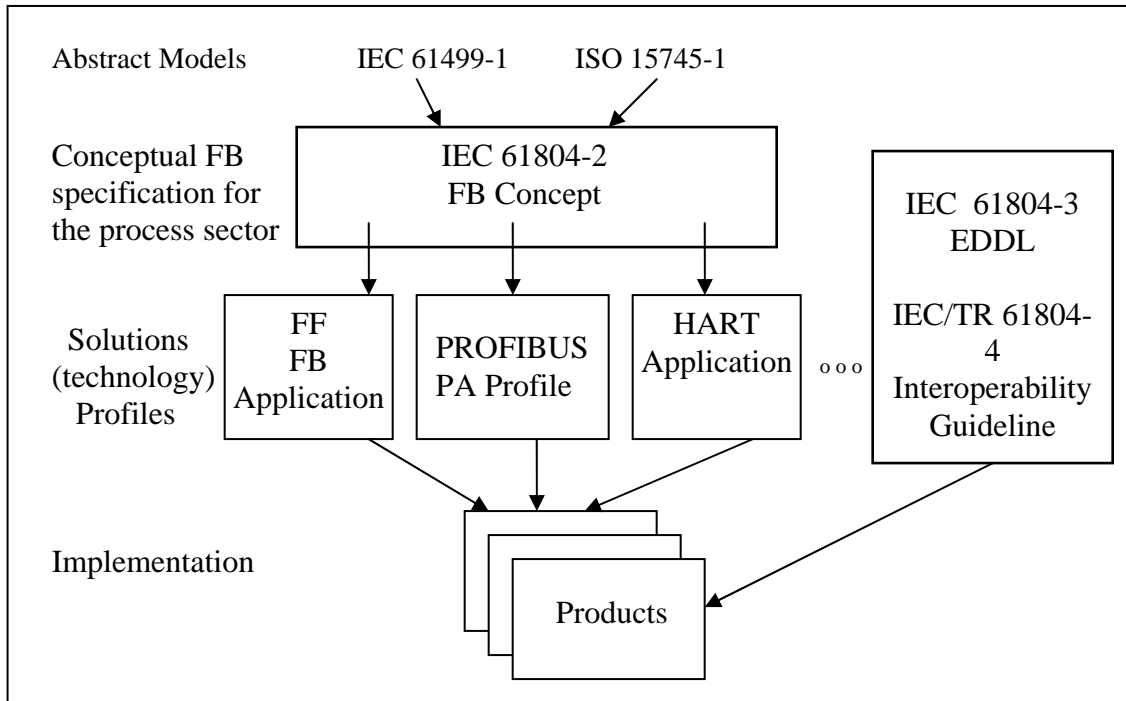 Abstract Models
IEC 61499-1
ISO 15745-1
Conceptual FB
specification for
the process sector
IEC 61804-2
FB Concept
IEC 61804-3
EDDL
IEC/TR 61804-
4
Interoperability
Guideline
Solutions
(technology)
Profiles
FF
FB
Application
PROFIBUS
PA Profile
HART
Application
o o o
Implementation
Products